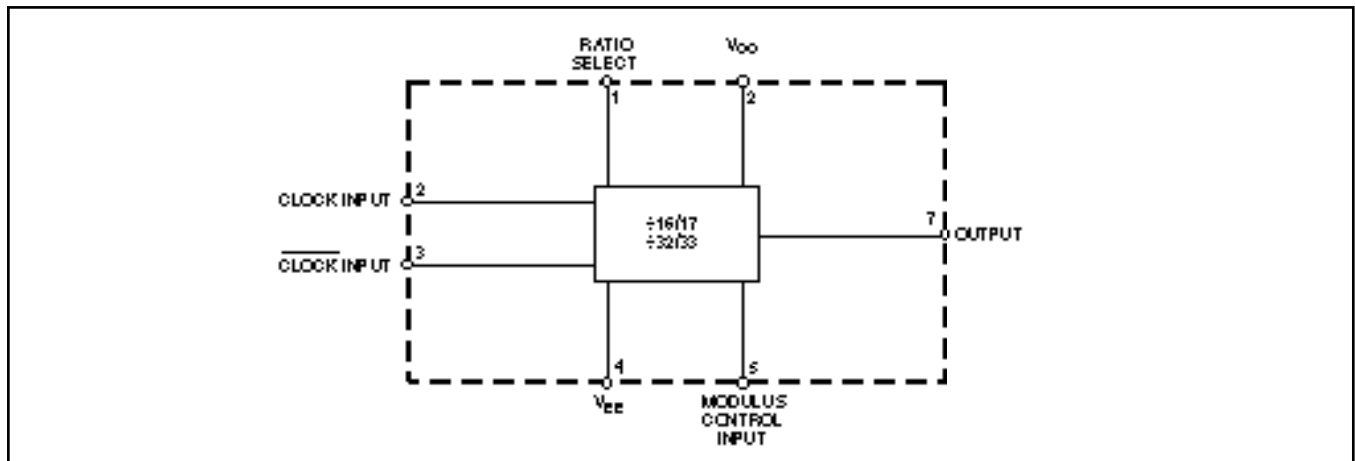 RATIO
SELECT
VCC
1
2
CLOCK INPUT
2
÷16/17
÷32/33
7
OUTPUT
CLOCK INPUT
3
4
5
VEE
MODULUS
CONTROL
INPUT